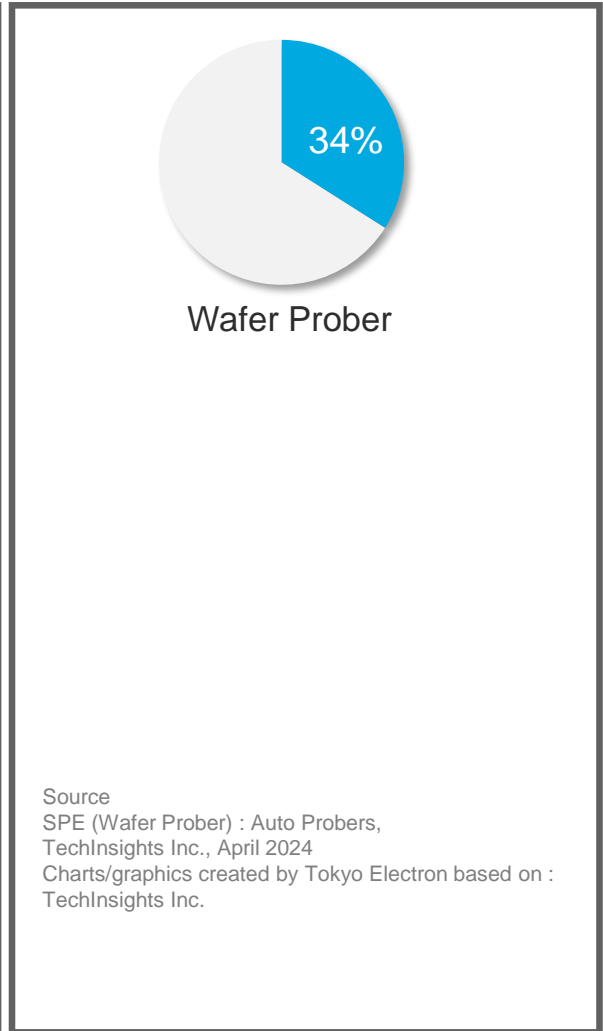 34%
Wafer Prober
Source
SPE (Wafer Prober) : Auto Probers,
TechInsights Inc., April 2024
Charts/graphics created by Tokyo Electron based on :
TechInsights Inc.